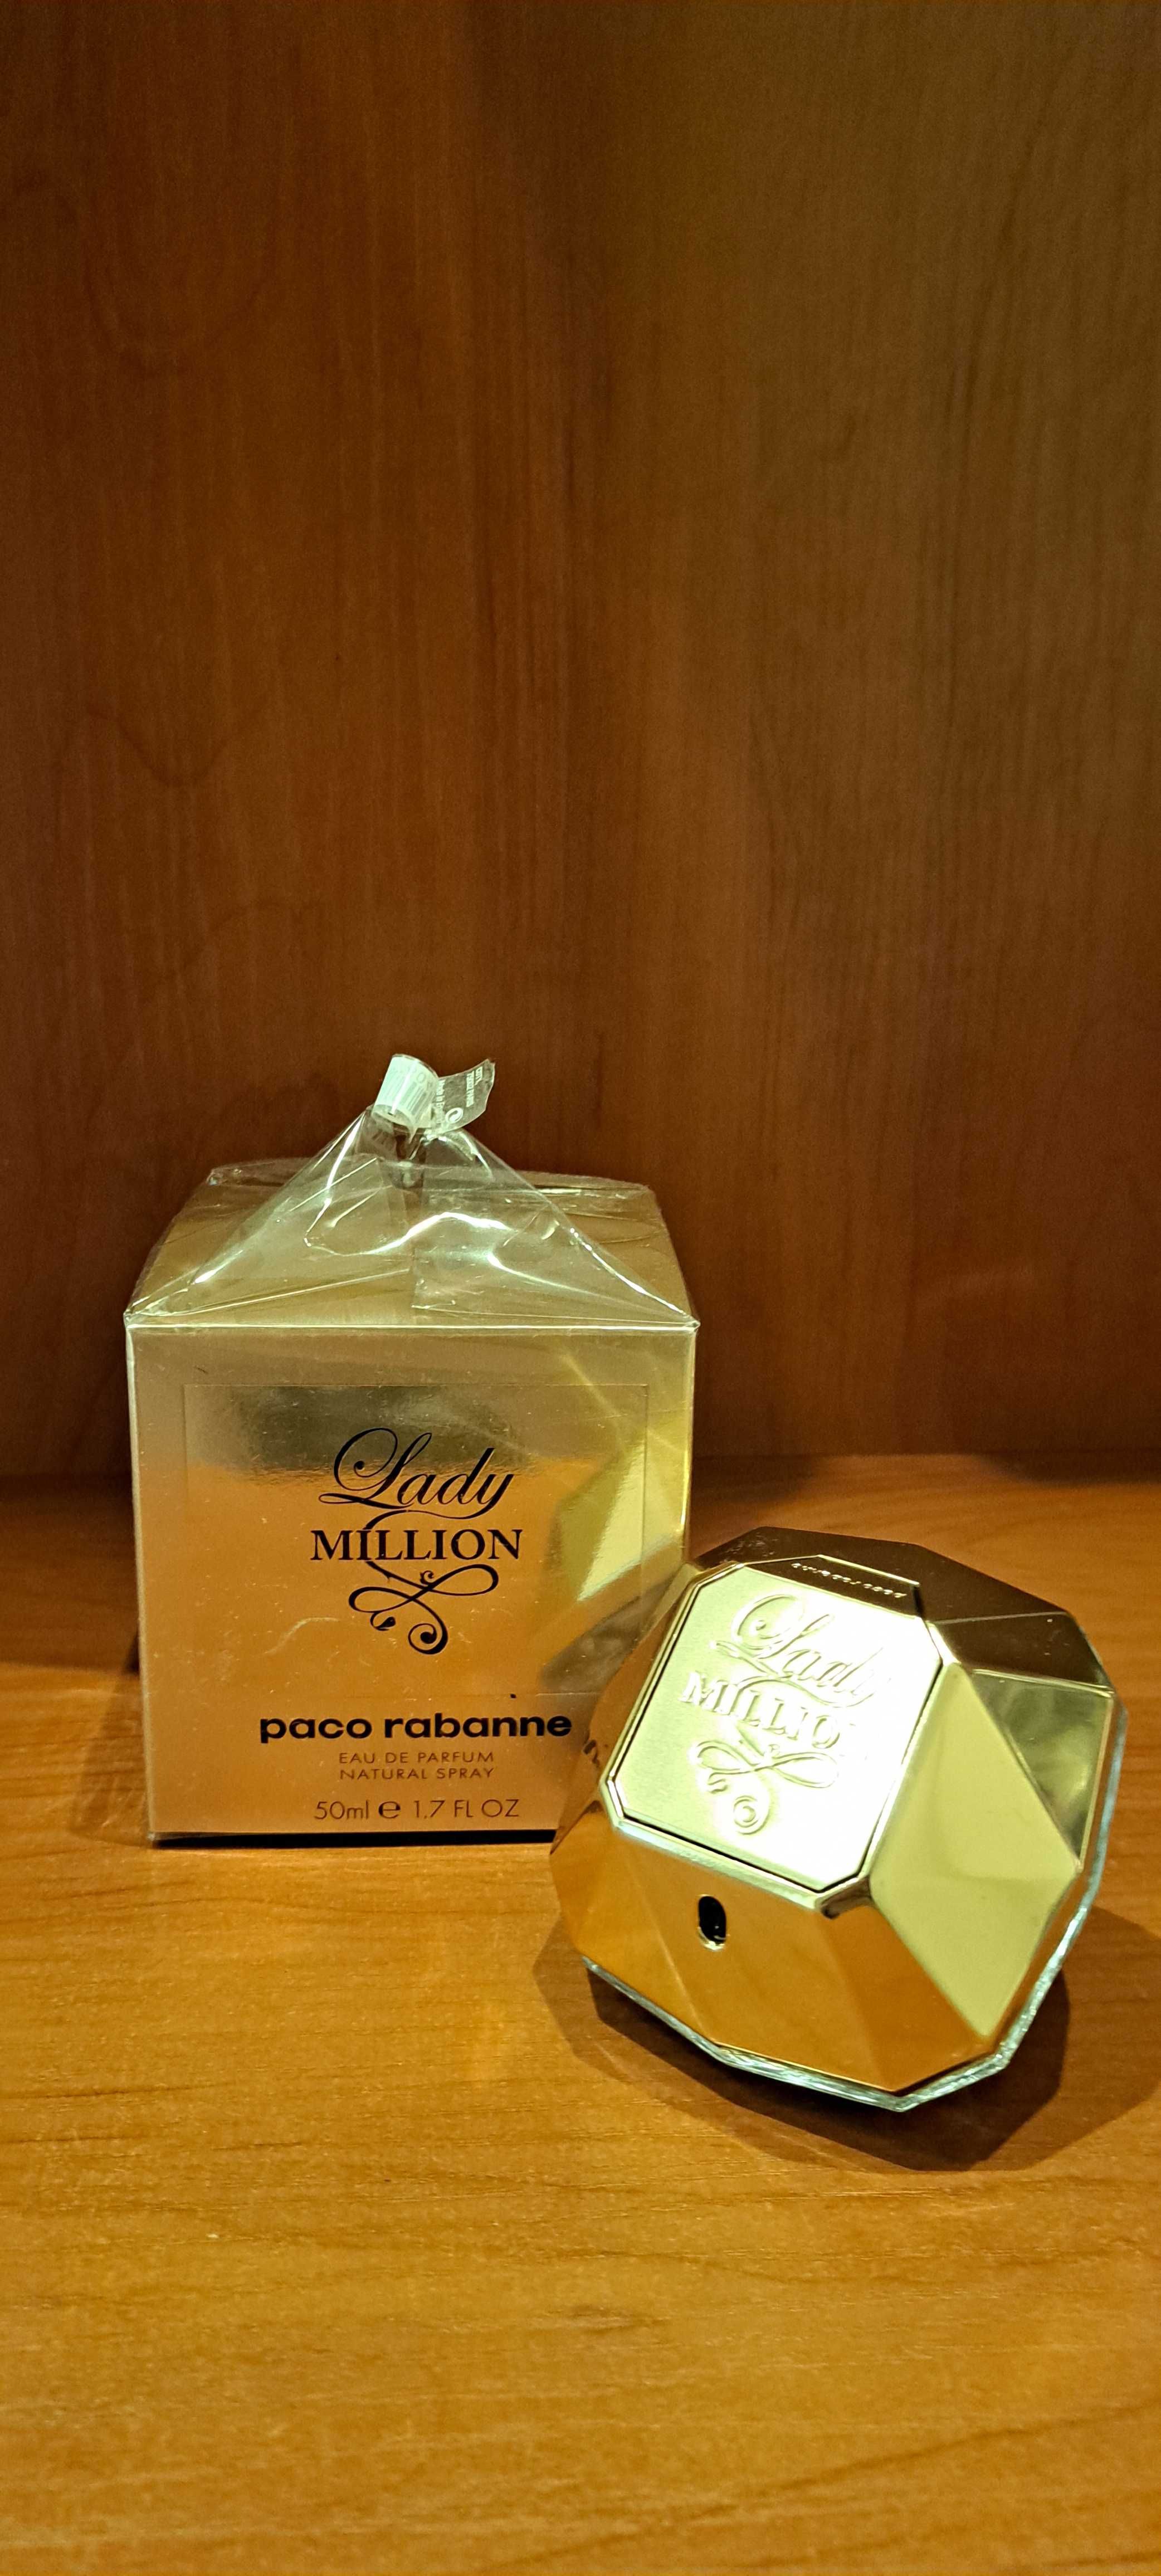 Lady
MILLION
paco rabanne
EAU DE PARFUM
NATURAL SPRAY
50ml e 1.7 FL OZ
Lady
MILLION